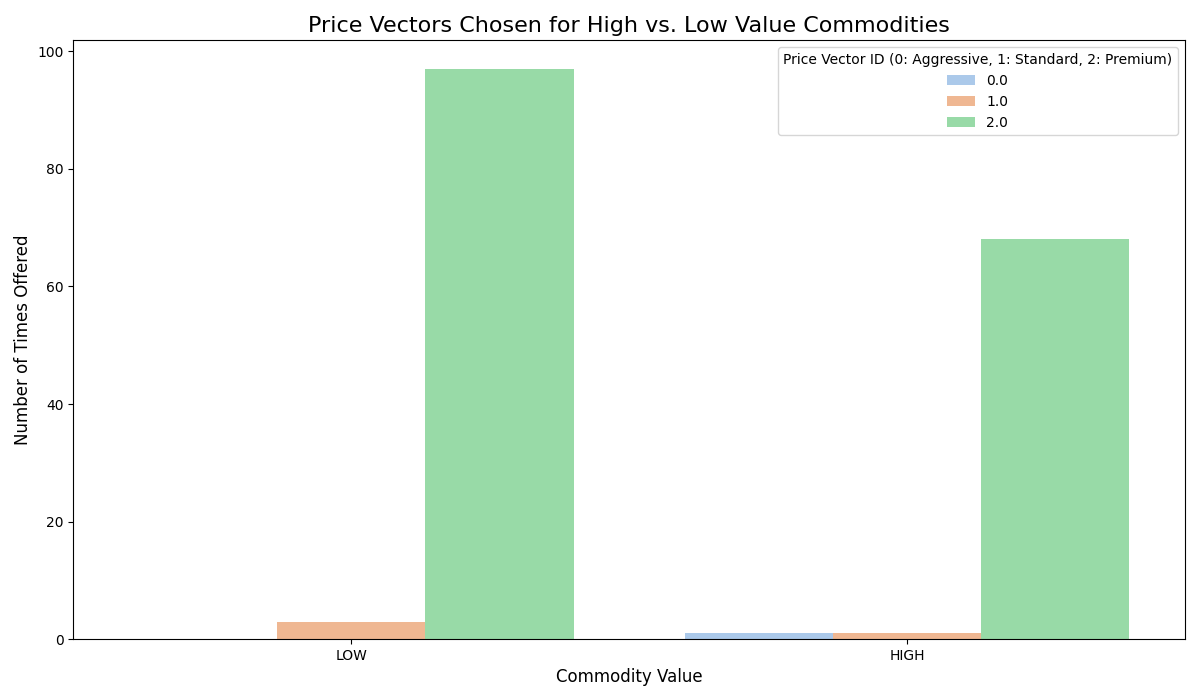 Price Vectors Chosen for High vs. Low Value Commodities
Price Vector ID (0: Aggressive, 1: Standard, 2: Premium)
0.0
1.0
2.0
Number of Times Offered
100
80
60
40
20
0
LOW
HIGH
Commodity Value